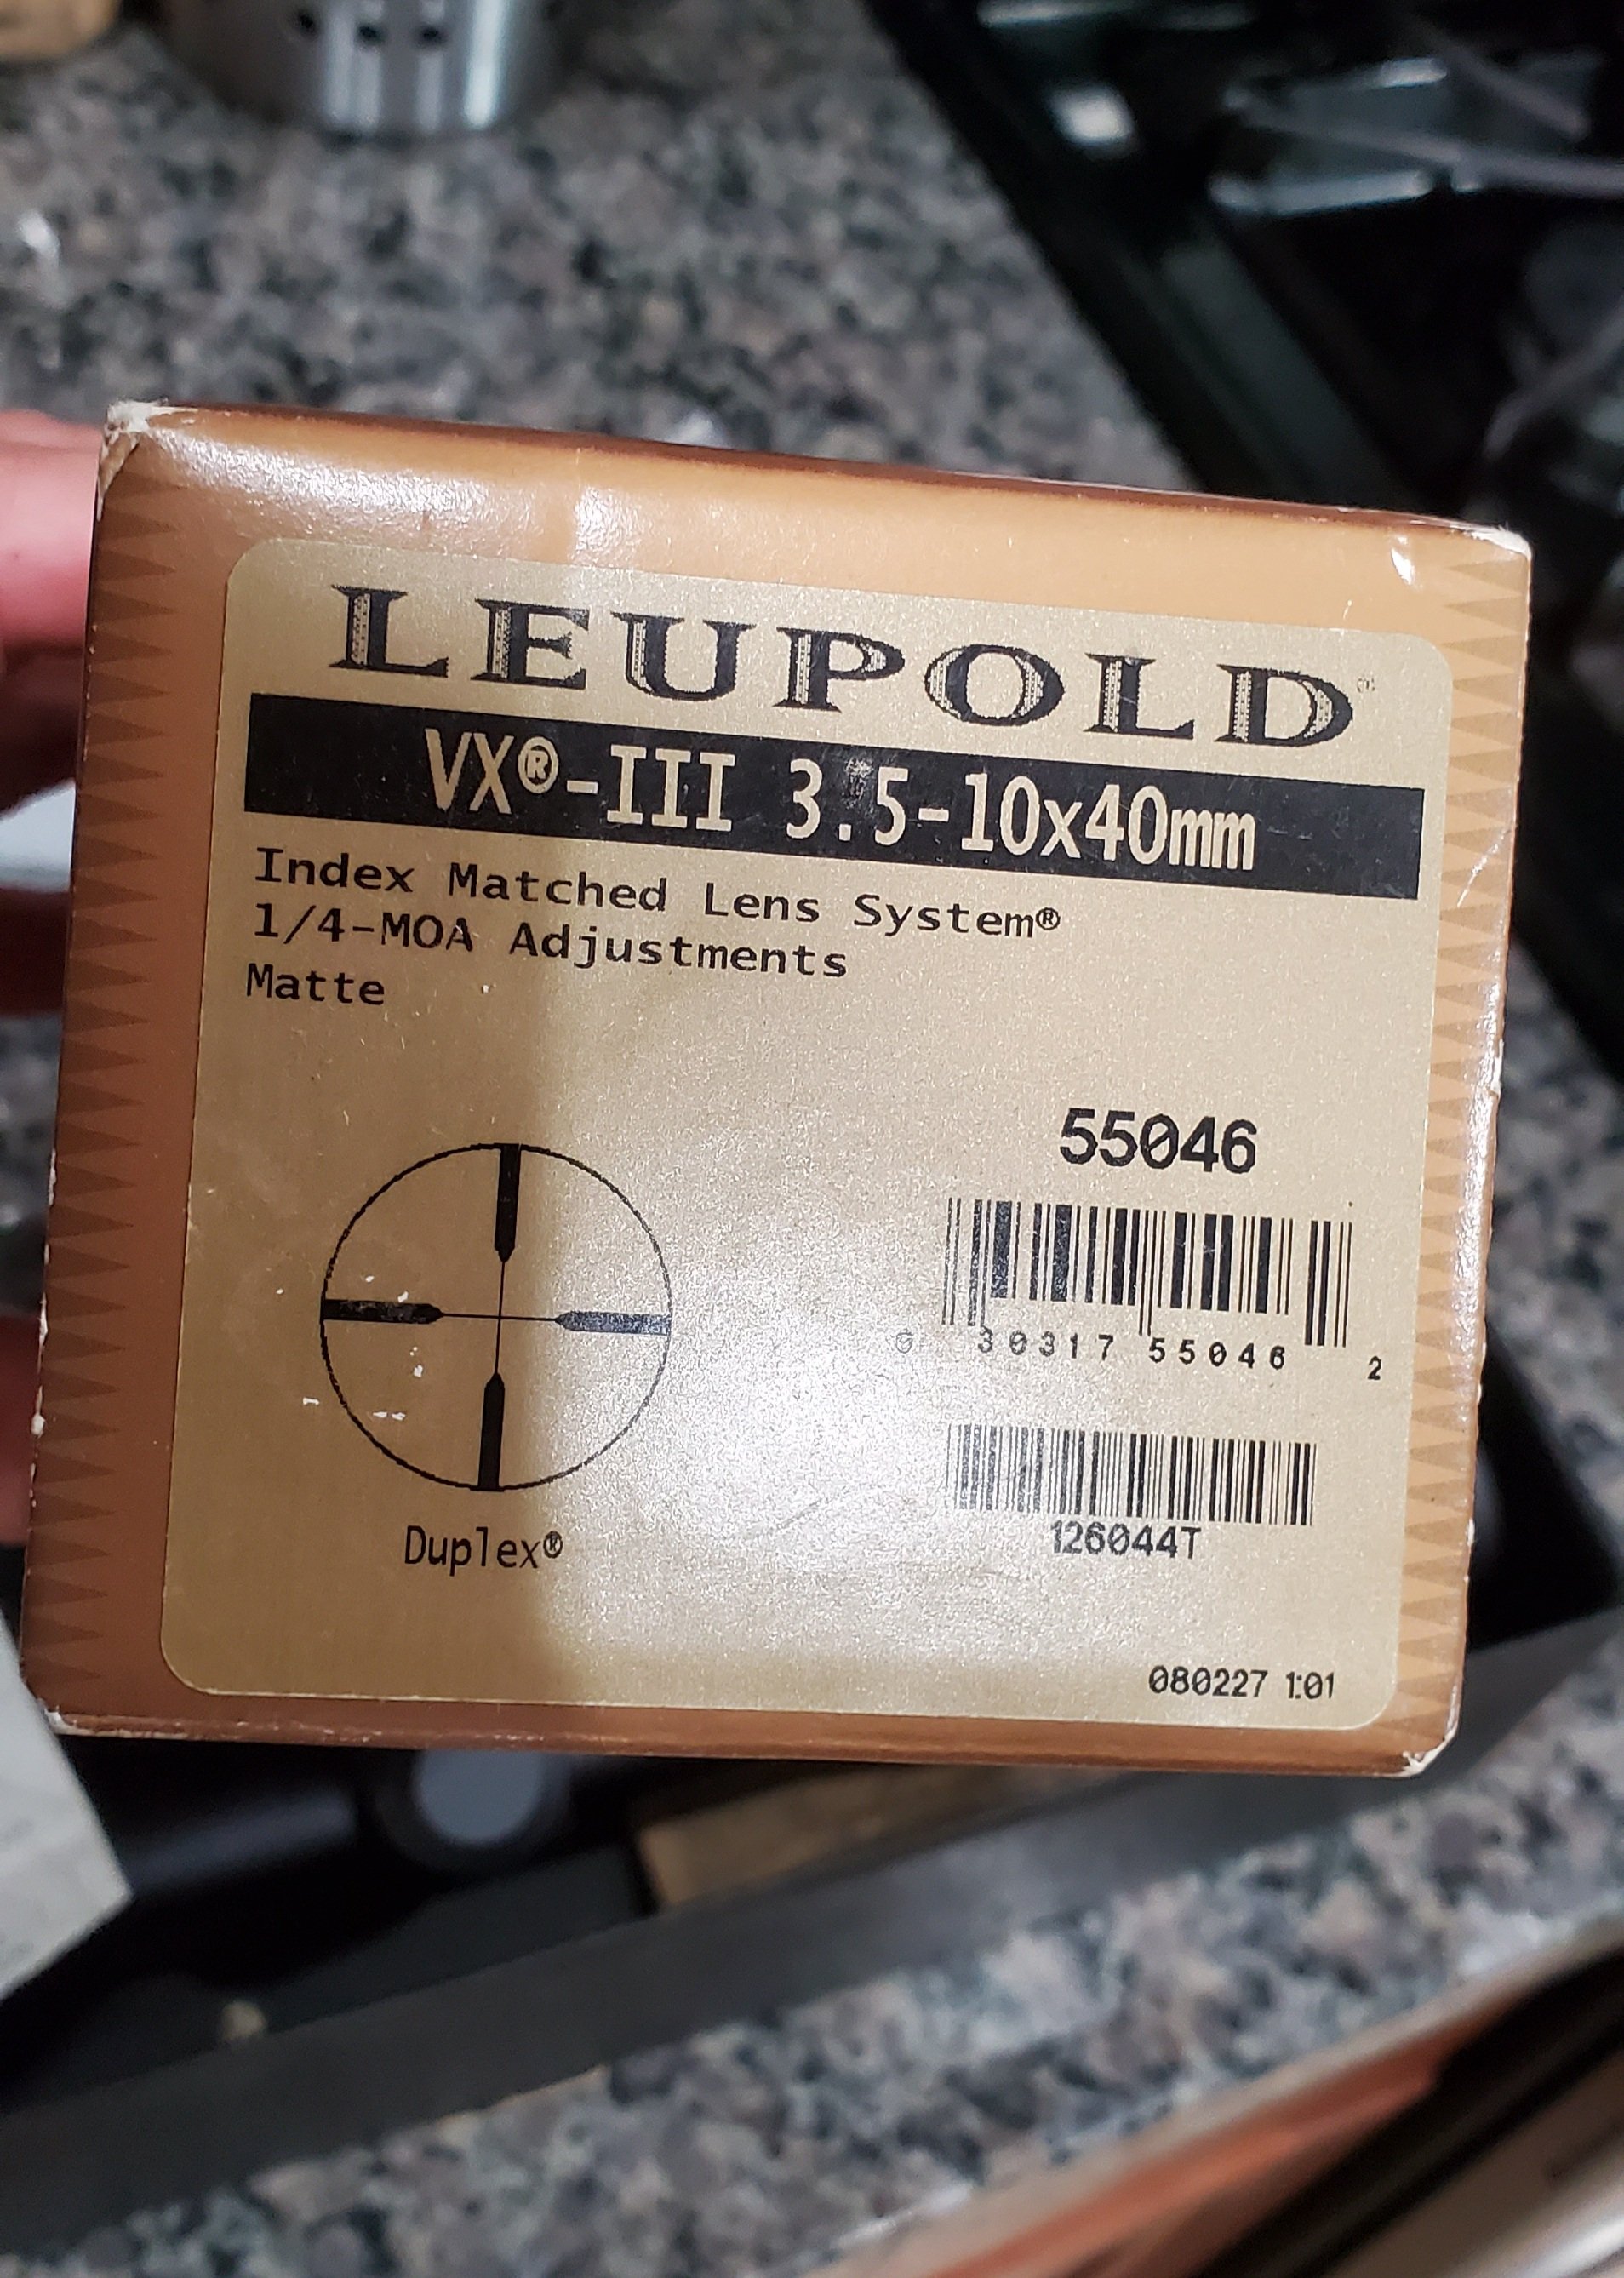 LEUPOLD®
VX®-III 3.5-10x40mm
Index Matched Lens System®
1/4-MOA Adjustments
Matte
55046
0 30317 55046 2
126044T
Duplex®
080227 1:01